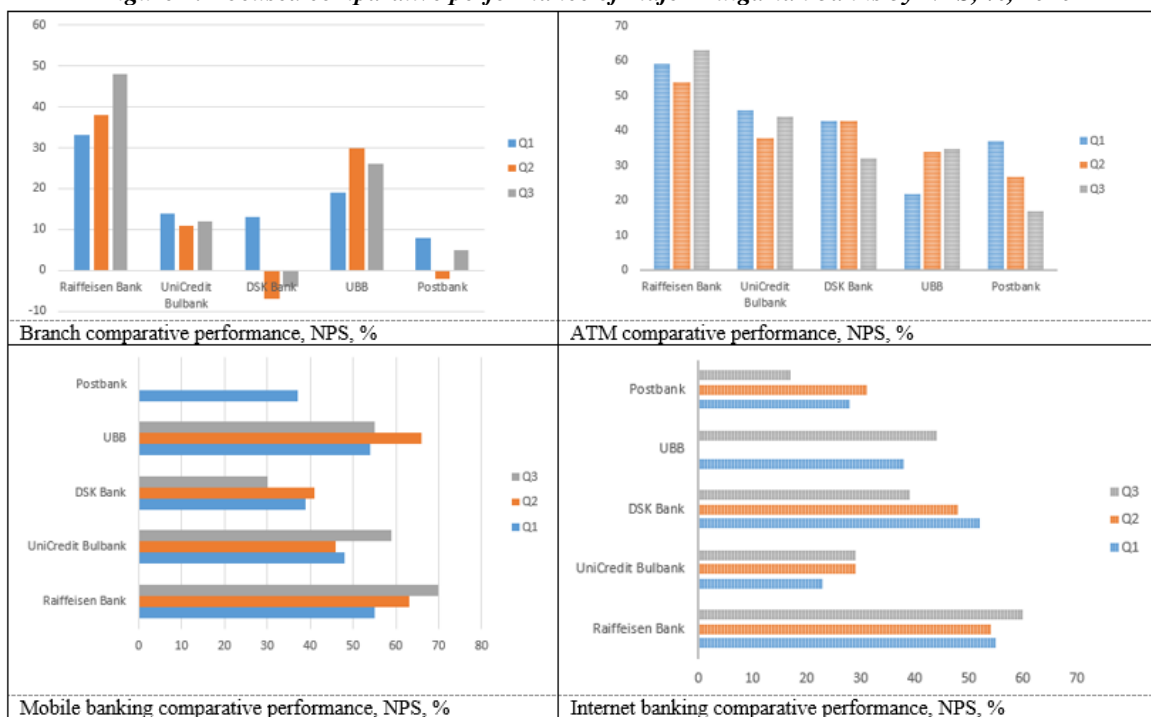 60
50
40
30
20
10
0
-10
Raiffeisen Bank
UniCredit
Bulbank
DSK Bank
UBB
Postbank
Q1
Q2
Q3
Branch comparative performance, NPS, %
70
60
50
40
30
20
10
0
Raiffeisen Bank
UniCredit
Bulbank
DSK Bank
UBB
Postbank
Q1
Q2
Q3
ATM comparative performance, NPS, %
Postbank
UBB
DSK Bank
UniCredit Bulbank
Raiffeisen Bank
0 10 20 30 40 50 60 70 80
Q3
Q2
Q1
Mobile banking comparative performance, NPS, %
Postbank
UBB
DSK Bank
UniCredit Bulbank
Raiffeisen Bank
0 10 20 30 40 50 60 70
Q3
Q2
Q1
Internet banking comparative performance, NPS, %